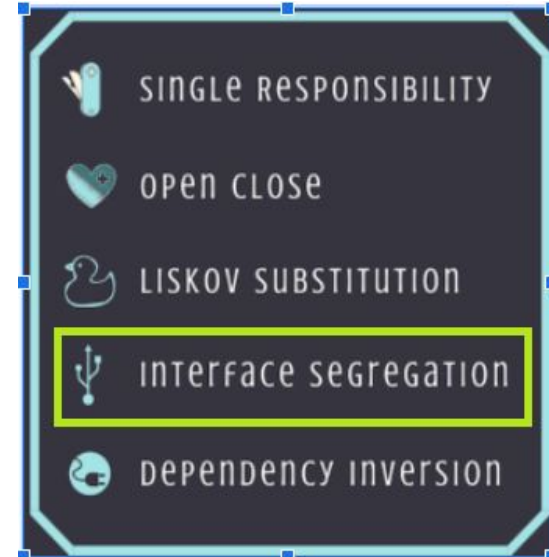 SINGLE RESPONSIBILITY
OPEN CLOSE
LISKOV SUBSTITUTION
INTERFACE SEGREGATION
DEPENDENCY INVERSION